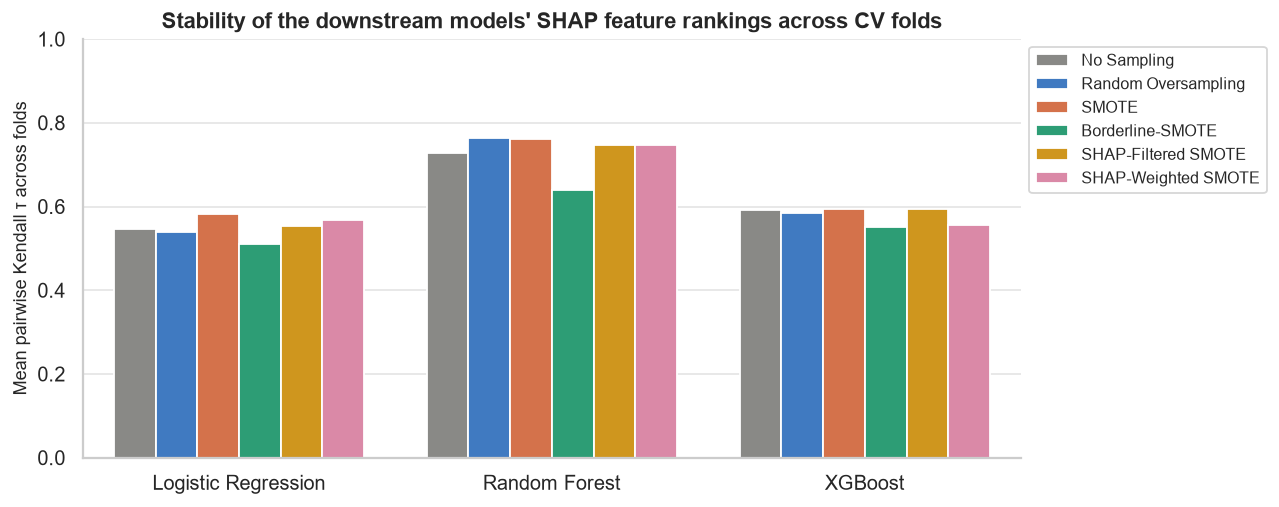 Stability of the downstream models' SHAP feature rankings across CV folds
Mean pairwise Kendall τ across folds
1.0
0.8
0.6
0.4
0.2
0.0
Logistic Regression
Random Forest
XGBoost
No Sampling
Random Oversampling
SMOTE
Borderline-SMOTE
SHAP-Filtered SMOTE
SHAP-Weighted SMOTE